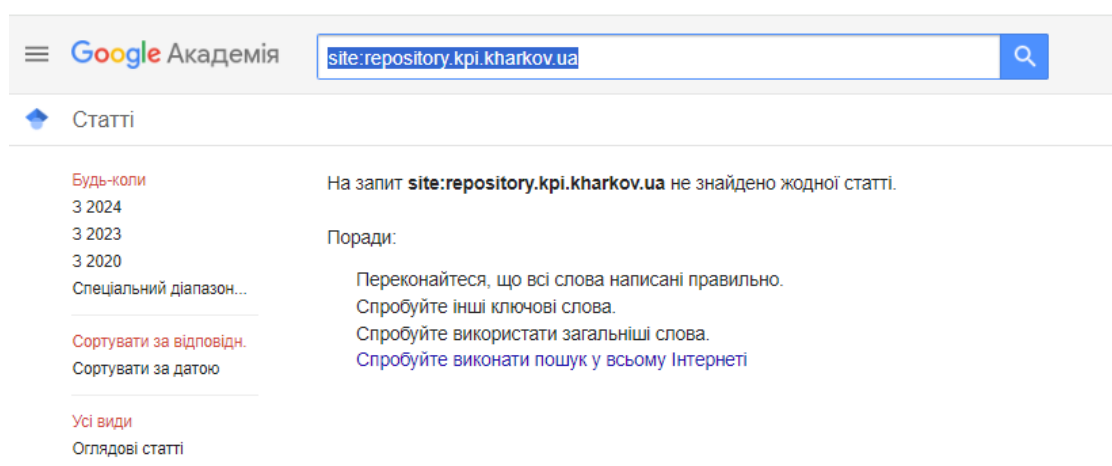 Google Академія
site:repository.kpi.kharkov.ua
Статті
Будь-коли
З 2024
З 2023
З 2020
Спеціальний діапазон...
Сортувати за відповідн.
Сортувати за датою
Усі види
Оглядові статті
На запит site:repository.kpi.kharkov.ua не знайдено жодної статті.
Поради:
Переконайтеся, що всі слова написані правильно.
Спробуйте інші ключові слова.
Спробуйте використати загальніші слова.
Спробуйте виконати пошук у всьому Інтернеті